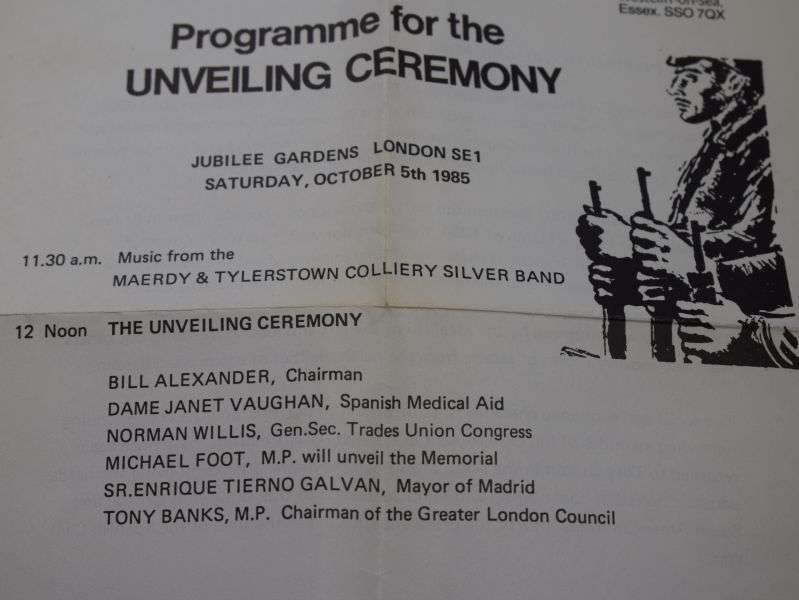 Essex. SSO 7QX
Programme for the
UNVEILING CEREMONY
JUBILEE GARDENS LONDON SE1
SATURDAY, OCTOBER 5th 1985
11.30 a.m. Music from the
MAERDY & TYLERSTOWN COLLIERY SILVER BAND
12 Noon THE UNVEILING CEREMONY
BILL ALEXANDER, Chairman
DAME JANET VAUGHAN, Spanish Medical Aid
NORMAN WILLIS, Gen.Sec. Trades Union Congress
MICHAEL FOOT, M.P. will unveil the Memorial
SR.ENRIQUE TIERNO GALVAN, Mayor of Madrid
TONY BANKS, M.P. Chairman of the Greater London Council